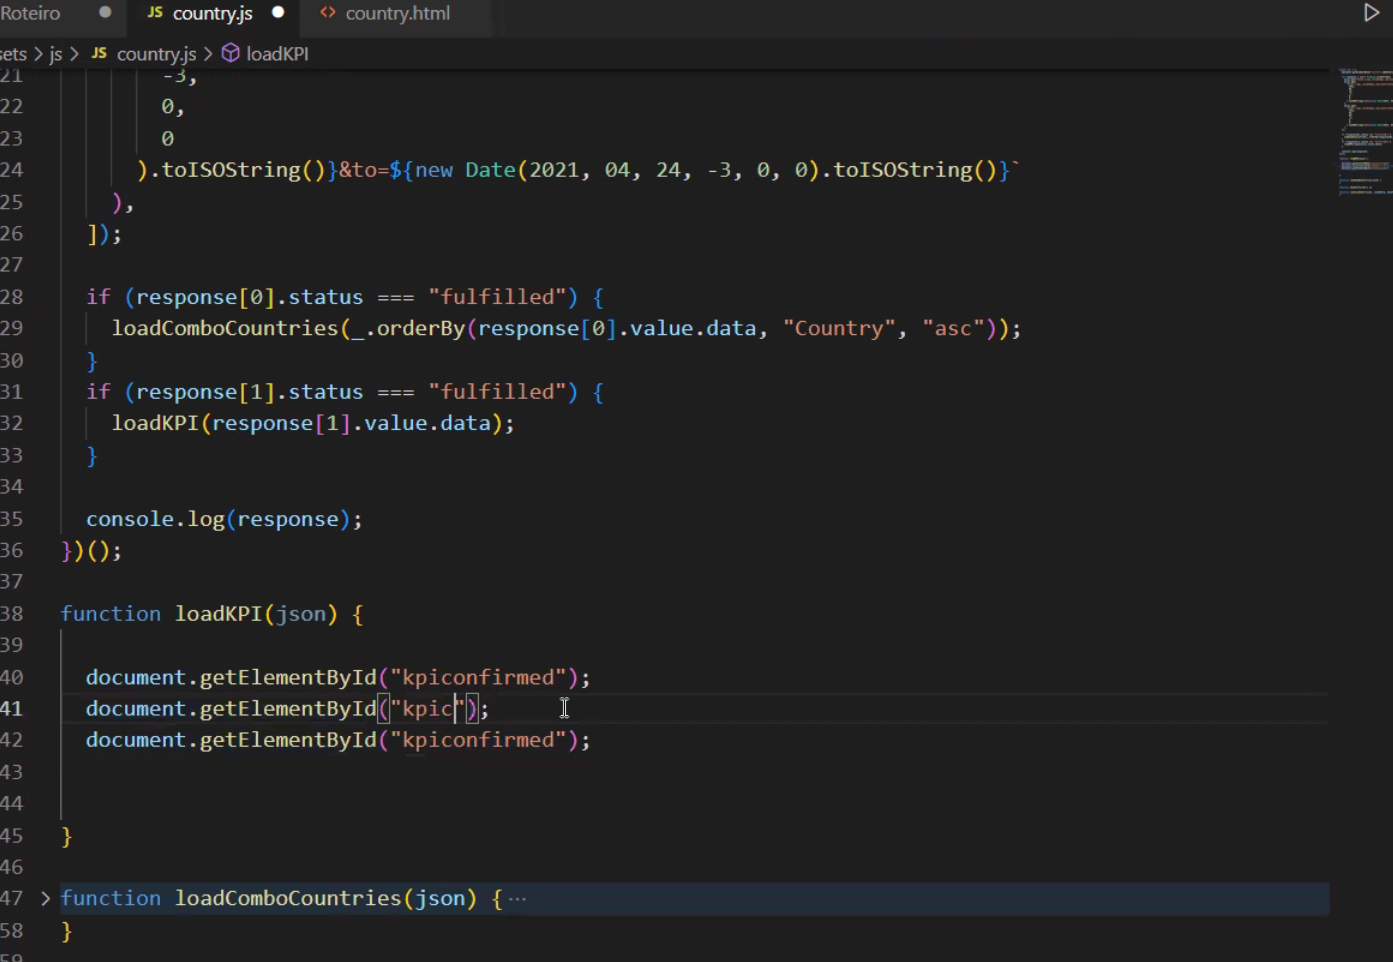 Roteiro
JS country.js
<> country.html
sets > js > JS country.js > loadKPI
21 -3,
22 0,
23 0
24 ).toISOString()}&to=${new Date(2021, 04, 24, -3, 0, 0).toISOString()}`
25 ),
26 ]);
27
28 if (response[0].status === "fulfilled") {
29 loadComboCountries(_.orderBy(response[0].value.data, "Country", "asc"));
30 }
31 if (response[1].status === "fulfilled") {
32 loadKPI(response[1].value.data);
33 }
34
35 console.log(response);
36 })();
37
38 function loadKPI(json) {
39
40 document.getElementById("kpiconfirmed");
41 document.getElementById("kpic");
42 document.getElementById("kpiconfirmed");
43
44
45 }
46
47 > function loadComboCountries(json) { ···
58 }
59